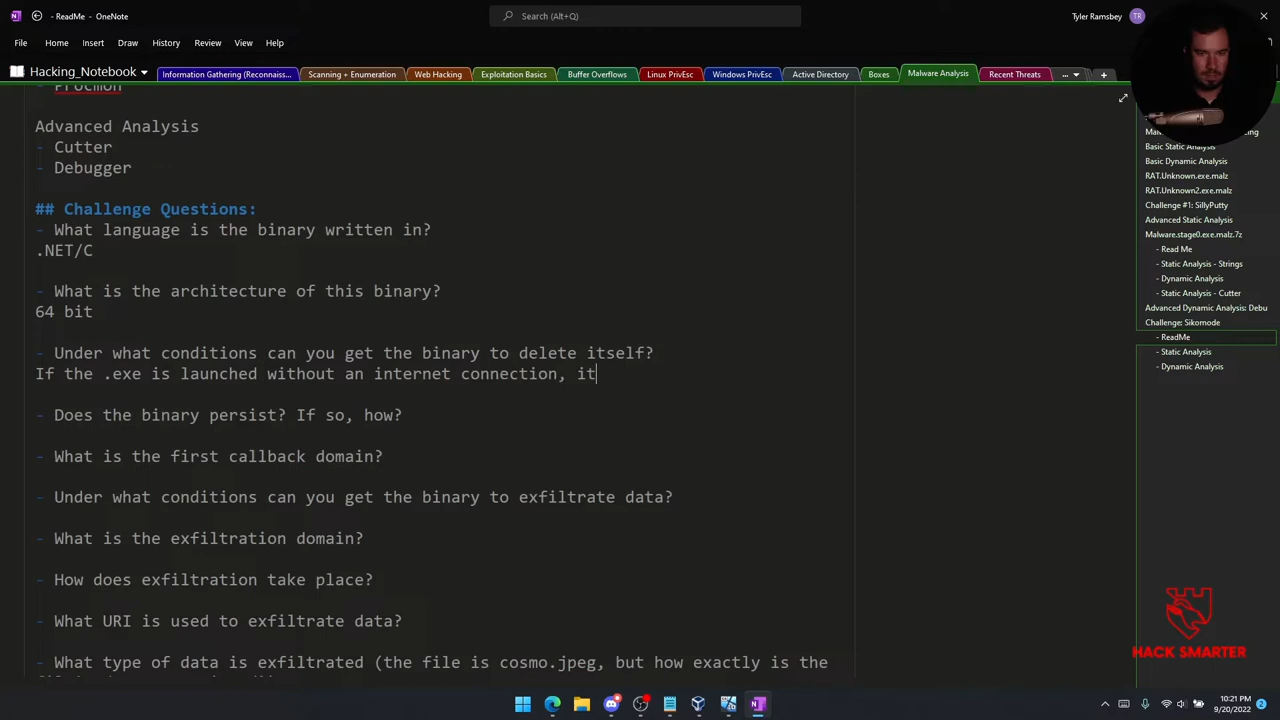 - ReadMe - OneNote
Search (Alt+Q)
Tyler Ramsbey
TR
File Home Insert Draw History Review View Help
Hacking_Notebook
Information Gathering (Reconnaiss...
Scanning + Enumeration
Web Hacking
Exploitation Basics
Buffer Overflows
Linux PrivEsc
Windows PrivEsc
Active Directory
Boxes
Malware Analysis
Recent Threats
...
- Procmon
Advanced Analysis
- Cutter
- Debugger
## Challenge Questions:
- What language is the binary written in?
.NET/C
- What is the architecture of this binary?
64 bit
- Under what conditions can you get the binary to delete itself?
If the .exe is launched without an internet connection, it
- Does the binary persist? If so, how?
- What is the first callback domain?
- Under what conditions can you get the binary to exfiltrate data?
- What is the exfiltration domain?
- How does exfiltration take place?
- What URI is used to exfiltrate data?
- What type of data is exfiltrated (the file is cosmo.jpeg, but how exactly is the
Basic Static Analysis
Basic Dynamic Analysis
RAT.Unknown.exe.malz
RAT.Unknown2.exe.malz
Challenge #1: SillyPutty
Advanced Static Analysis
Malware.stage0.exe.malz.7z
- Read Me
- Static Analysis - Strings
- Dynamic Analysis
- Static Analysis - Cutter
Advanced Dynamic Analysis: Debu
Challenge: Sikomode
- ReadMe
- Static Analysis
- Dynamic Analysis
HACK SMARTER
10:21 PM
9/20/2022